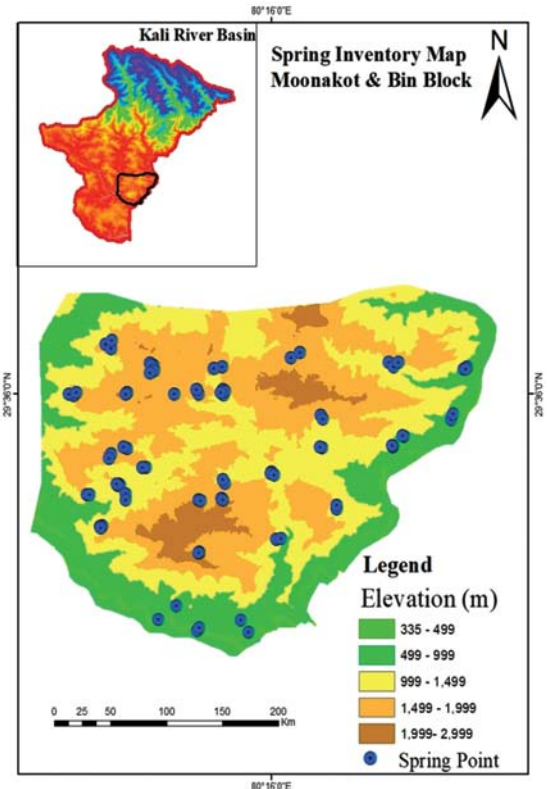 80°16'0"E
Kali River Basin
Spring Inventory Map
Moonakot & Bin Block
N
29°36'0"N
29°36'0"N
Legend
Elevation (m)
335 - 499
499 - 999
999 - 1,499
1,499 - 1,999
1,999- 2,999
Spring Point
0 25 50 100 150 200
Km
80°16'0"E